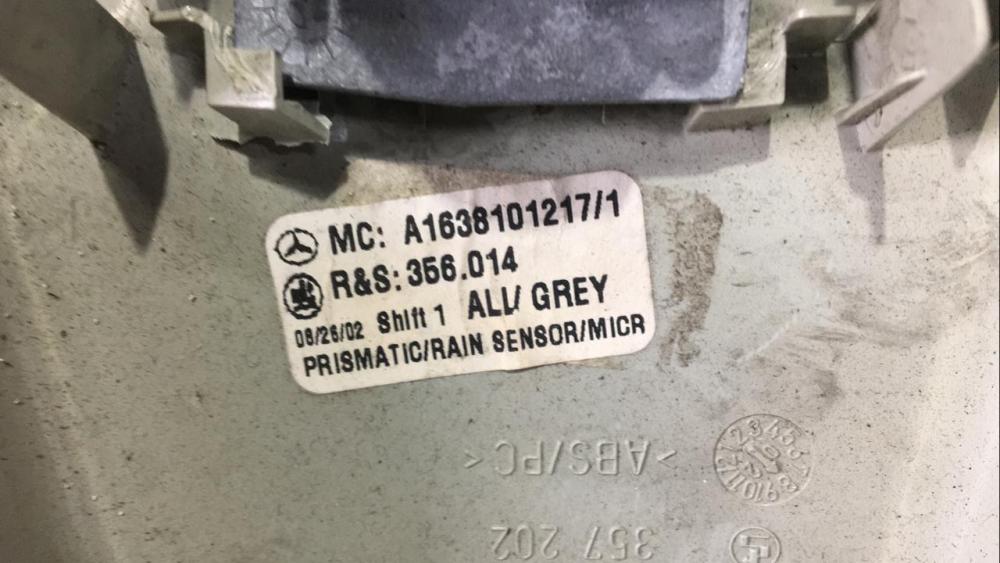 MC: A1638101217/1
R&S: 356.014
08/26/02 Shift 1 ALL/ GREY
PRISMATIC/RAIN SENSOR/MICR
>ABS/PC<
357 202